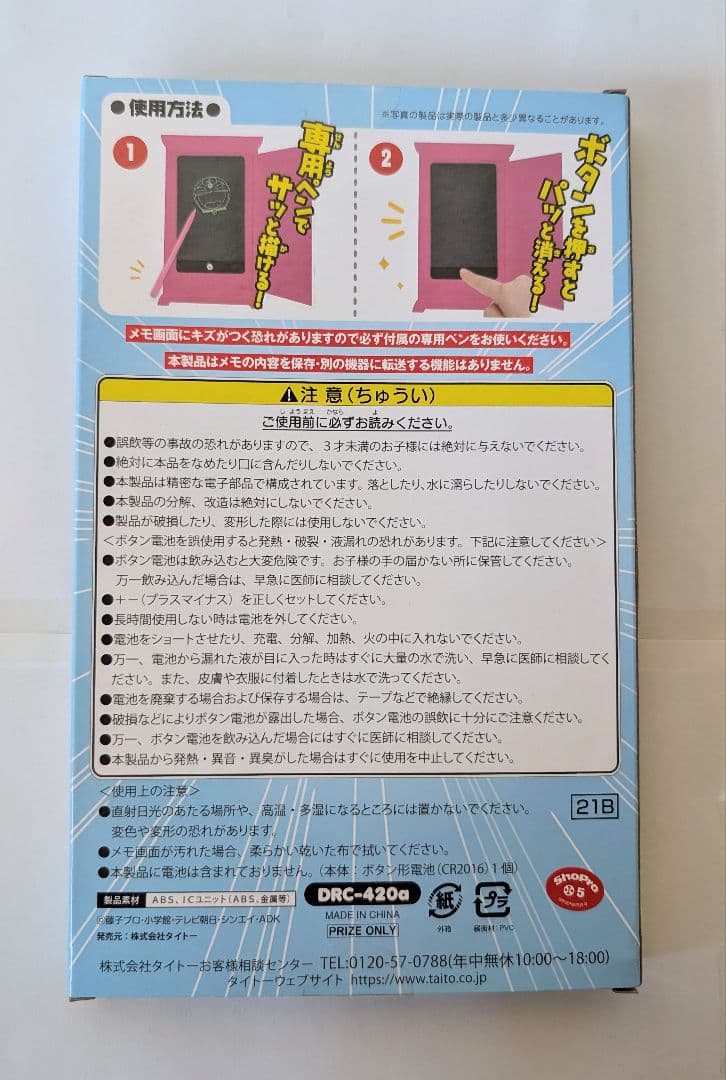 ●使用方法●
※写真の製品は実際の製品と多少異なることがあります。
1
専用ペンで
サッと描ける!
2
ボタンを押すと
パッと消える!
メモ画面にキズがつく恐れがありますので必ず付属の専用ペンをお使いください。
本製品はメモの内容を保存・別の機器に転送する機能はありません。
⚠注 意(ちゅうい)
ご使用前に必ずお読みください。
●誤飲等の事故の恐れがありますので、3才未満のお子様には絶対に与えないでください。
●絶対に本品をなめたり口に含んだりしないでください。
●本製品は精密な電子部品で構成されています。落としたり、水に濡らしたりしないでください。
●本製品の分解、改造は絶対にしないでください。
●製品が破損したり、変形した際には使用しないでください。
<ボタン電池を誤使用すると発熱・破裂・液漏れの恐れがあります。下記に注意してください>
●ボタン電池は飲み込むと大変危険です。お子様の手の届かない所に保管してください。
万一飲み込んだ場合は、早急に医師に相談してください。
●+-(プラスマイナス)を正しくセットしてください。
●長時間使用しない時は電池を外してください。
●電池をショートさせたり、充電、分解、加熱、火の中に入れないでください。
●万一、電池から漏れた液が目に入った時はすぐに大量の水で洗い、早急に医師に相談してく
ださい。また、皮膚や衣服に付着したときは水で洗ってください。
●電池を廃棄する場合および保存する場合は、テープなどで絶縁してください。
●破損などによりボタン電池が露出した場合、ボタン電池の誤飲に十分にご注意ください。
●万一、ボタン電池を飲み込んだ場合にはすぐに医師に相談してください。
●本製品から発熱・異音・異臭がした場合はすぐに使用を中止してください。
<使用上の注意>
●直射日光のあたる場所や、高温・多湿になるところには置かないでください。
変色や変形の恐れがあります。
21B
●メモ画面が汚れた場合、柔らかい乾いた布で拭いてください。
●本製品に電池は含まれておりません。(本体:ボタン形電池(CR2016)1個)
製品素材 ABS、ICユニット(ABS、金属等)
DRC-420a
紙
外箱
プラ
緩衝材:PVC
ShoPro
5
©藤子プロ・小学館・テレビ朝日・シンエイ・ADK
MADE IN CHINA
発売元:株式会社タイトー
PRIZE ONLY
株式会社タイトーお客様相談センター TEL:0120-57-0788(年中無休10:00~18:00)
タイトーウェブサイト https://www.taito.co.jp